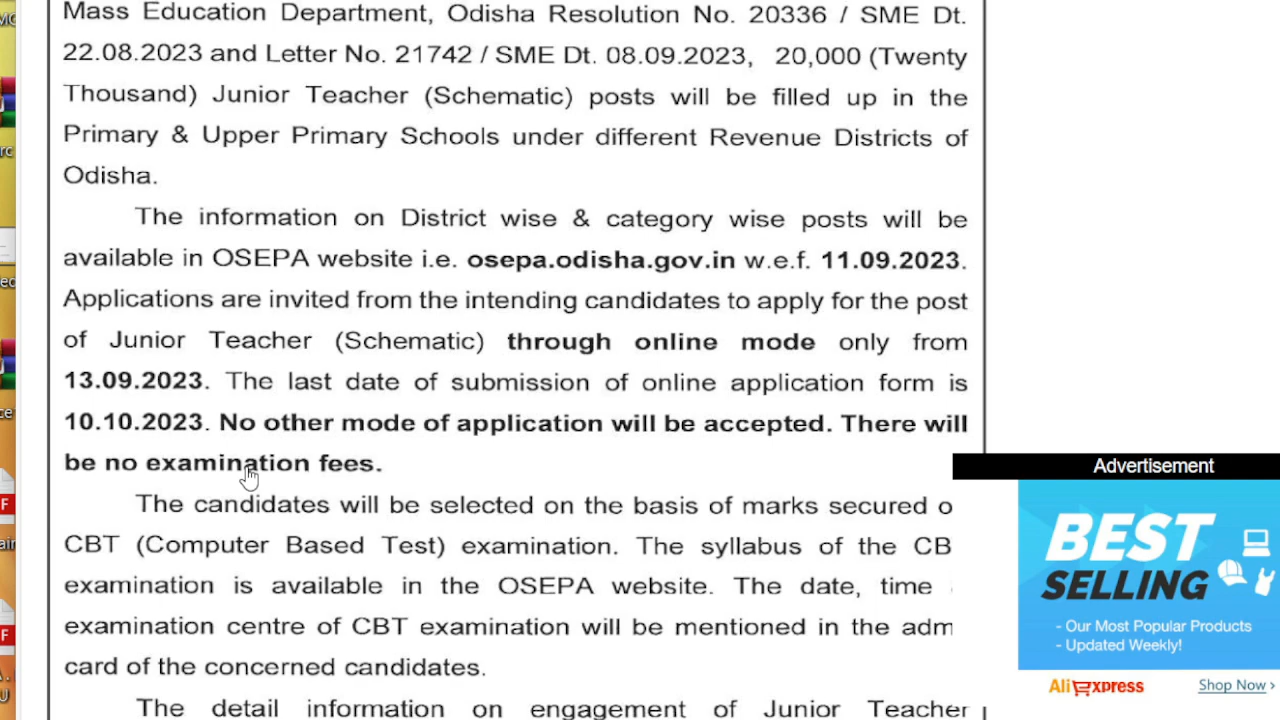 Mass Education Department, Odisha Resolution No. 20336 / SME Dt.
22.08.2023 and Letter No. 21742 / SME Dt. 08.09.2023, 20,000 (Twenty
Thousand) Junior Teacher (Schematic) posts will be filled up in the
Primary & Upper Primary Schools under different Revenue Districts of
Odisha.
The information on District wise & category wise posts will be
available in OSEPA website i.e. osepa.odisha.gov.in w.e.f. 11.09.2023.
Applications are invited from the intending candidates to apply for the post
of Junior Teacher (Schematic) through online mode only from
13.09.2023. The last date of submission of online application form is
10.10.2023. No other mode of application will be accepted. There will
be no examination fees.
The candidates will be selected on the basis of marks secured
CBT (Computer Based Test) examination. The syllabus of the
examination is available in the OSEPA website. The date, time
examination centre of CBT examination will be mentioned in the
card of the concerned candidates.
The detail information on engagement of Junior Teacher
Advertisement
BEST
SELLING
- Our Most Popular Products
- Updated Weekly!
AliExpress
Shop Now ›